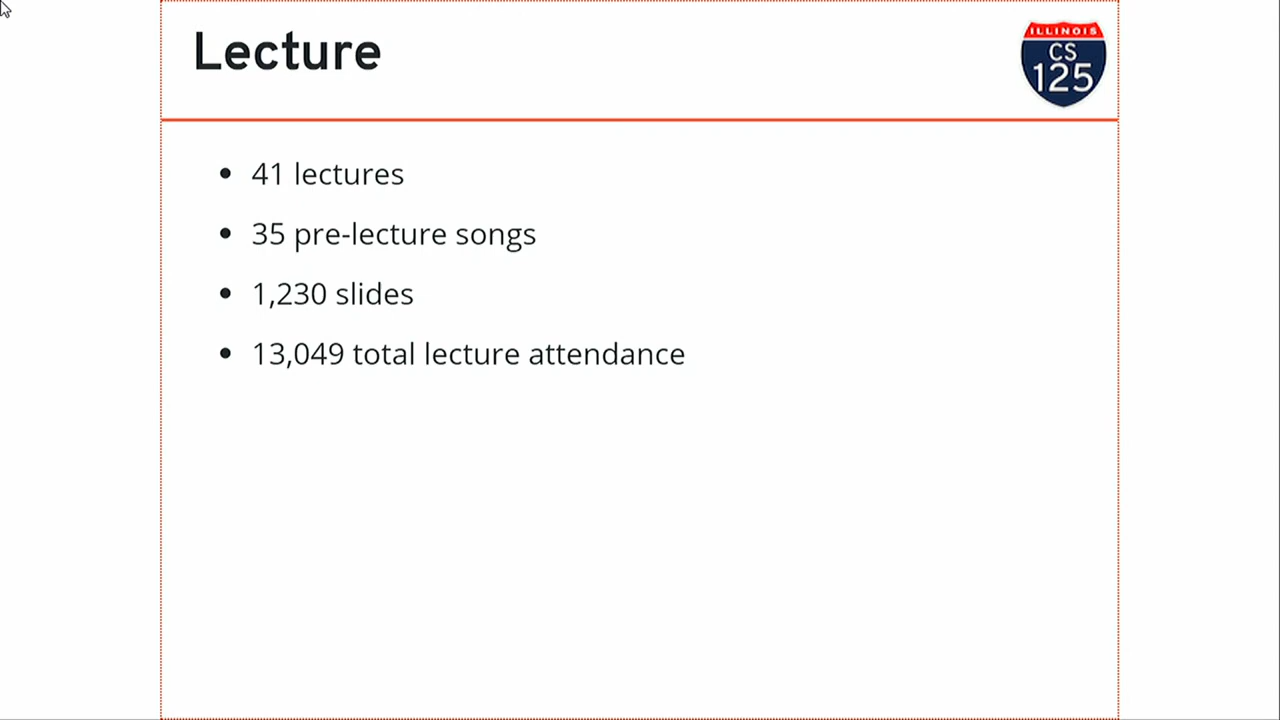 Lecture
ILLINOIS
CS
125
41 lectures
35 pre-lecture songs
1,230 slides
13,049 total lecture attendance